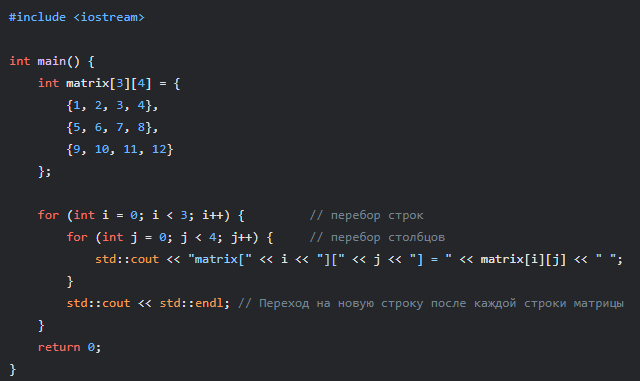 #include <iostream>

int main() {
    int matrix[3][4] = {
        {1, 2, 3, 4},
        {5, 6, 7, 8},
        {9, 10, 11, 12}
    };

    for (int i = 0; i < 3; i++) {         // перебор строк
        for (int j = 0; j < 4; j++) {     // перебор столбцов
            std::cout << "matrix[" << i << "][" << j << "] = " << matrix[i][j] << " ";
        }
        std::cout << std::endl; // Переход на новую строку после каждой строки матрицы
    }
    return 0;
}